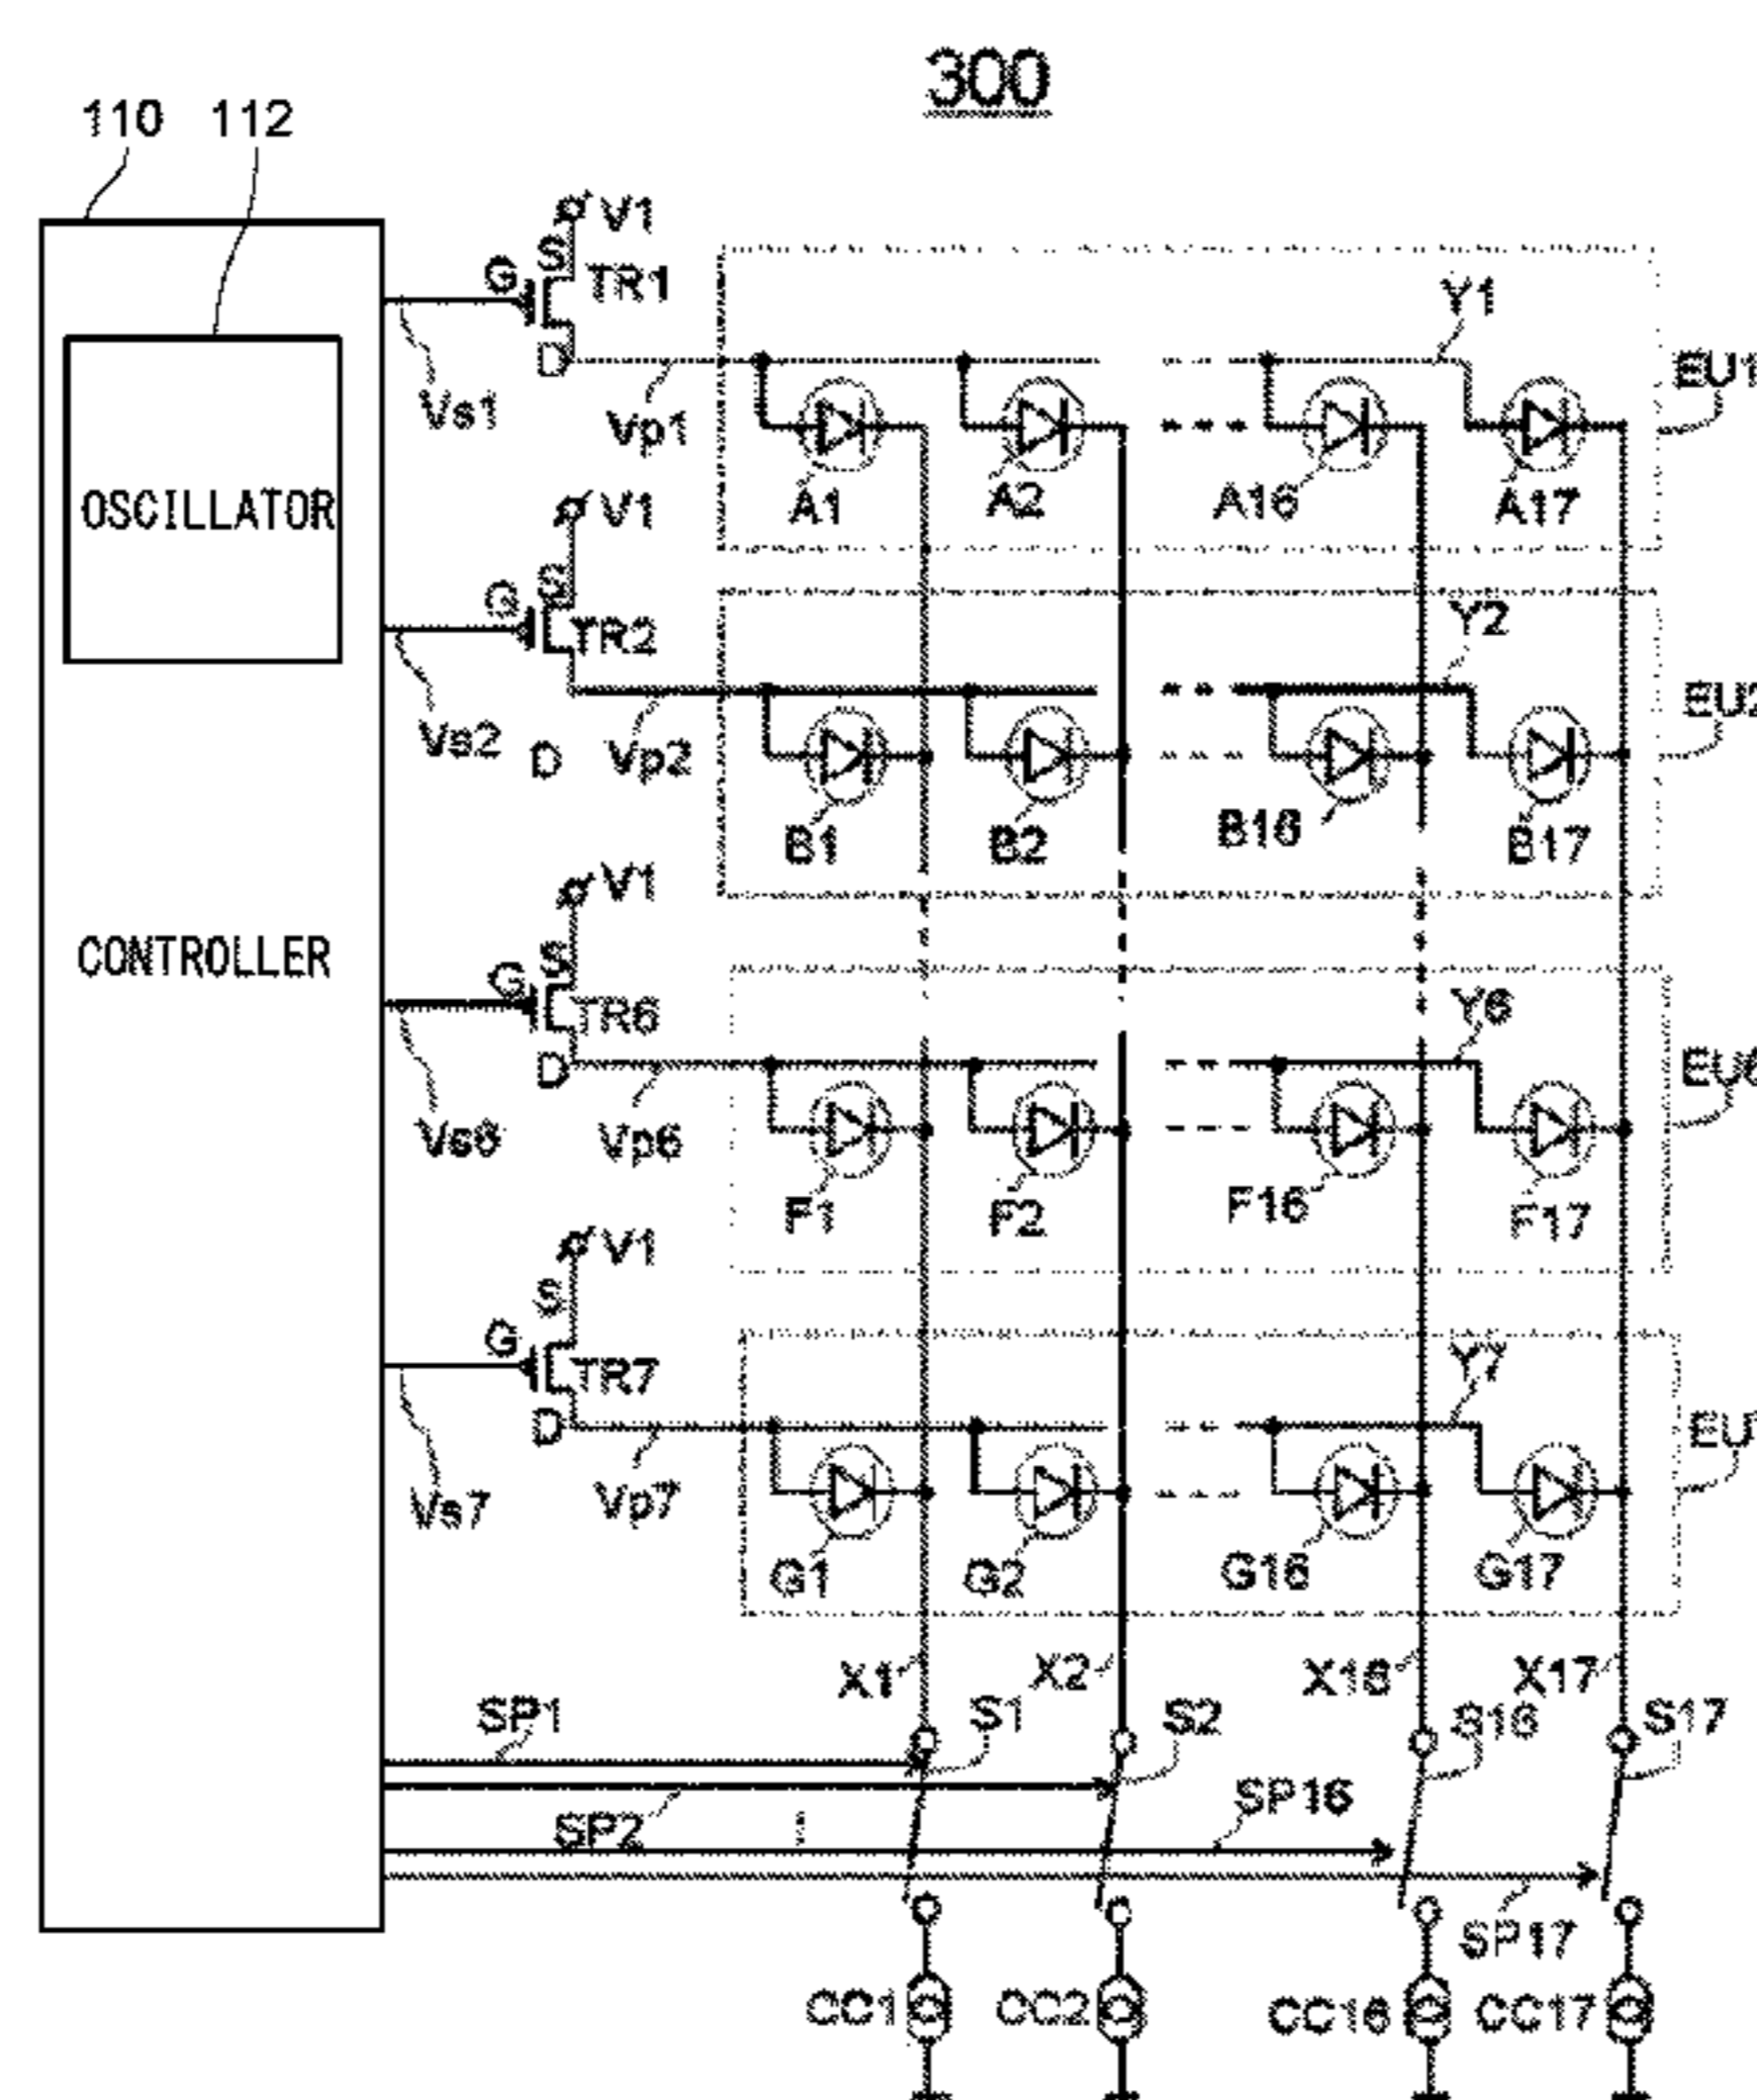 300
110 112
V1
S
G
TR1
D
Vs1
Vp1
Y1
EU1
A1 A2 A16 A17
OSCILLATOR
V1
S
G
TR2
Y2
EU2
Vs2
D
Vp2
B1 B2 B16 B17
CONTROLLER
V1
S
G
TR6
D
Y6
EU6
Vs6
Vp6
F1 F2 F16 F17
V1
S
G
TR7
D
Y7
EU
Vs7
Vp7
G1 G2 G16 G17
X1 X2 X16 X17
SP1 S1 S2 S16 S17
SP2 SP16
SP17
CC1 CC2 CC16 CC17